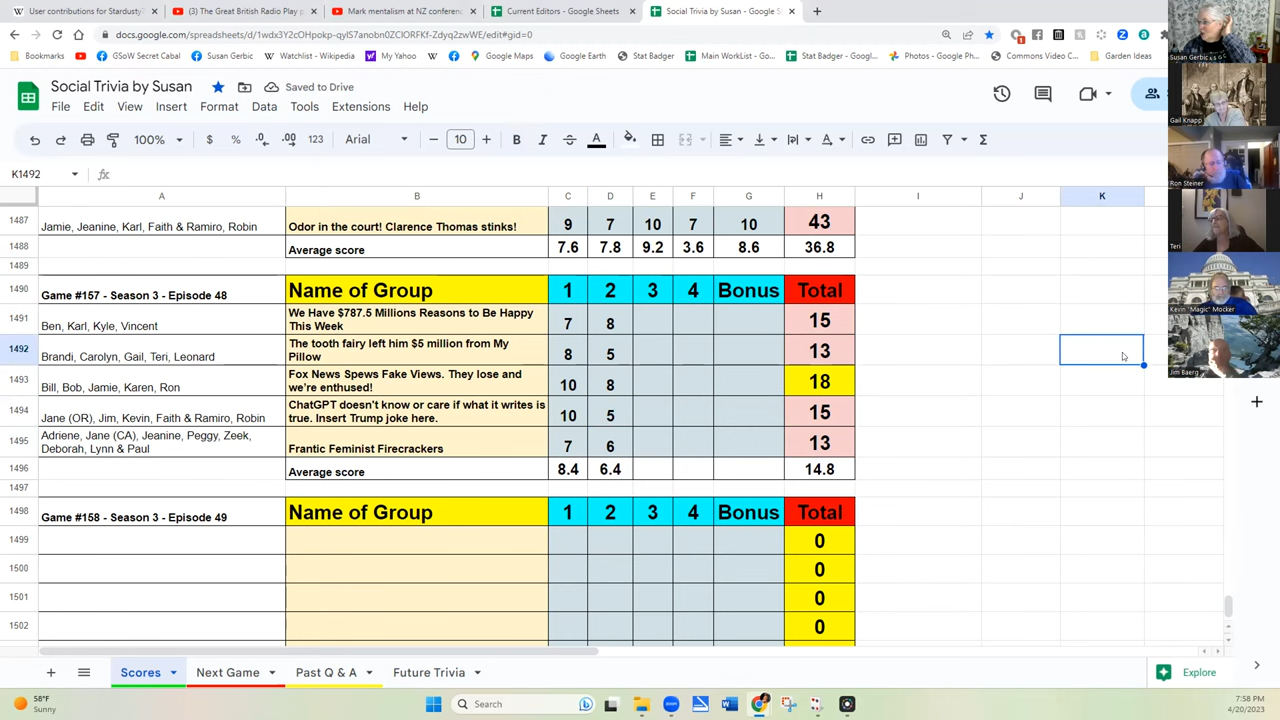 User contributions for Stardust7
(3) The Great British Radio Play
Mark mentalism at NZ conferen
Current Editors - Google Sheets
Social Trivia by Susan - Google S
docs.google.com/spreadsheets/d/1wdx3Y2cOHpokp-qyIS7anobn0ZClORFKf-Zdyq2zwWE/edit#gid=0
Bookmarks
GSoW Secret Cabal
Susan Gerbic
Watchlist - Wikipedia
My Yahoo
Google Earth
Stat Badger
Main WorkList - Go...
Stat Badger - Googl...
Photos - Google Ph...
Commons Video C...
Garden Ideas
Social Trivia by Susan
Saved to Drive
File Edit View Insert Format Data Tools Extensions Help
100% $ % .0 .00 123 Arial 10 B I A
K1492 fx
A B C D E F G H I J K
1487 Jamie, Jeanine, Karl, Faith & Ramiro, Robin Odor in the court! Clarence Thomas stinks! 9 7 10 7 10 43
1488 Average score 7.6 7.8 9.2 3.6 8.6 36.8
1489
1490 Game #157 - Season 3 - Episode 48 Name of Group 1 2 3 4 Bonus Total
1491 Ben, Karl, Kyle, Vincent We Have $787.5 Millions Reasons to Be Happy
This Week 7 8 15
1492 Brandi, Carolyn, Gail, Teri, Leonard The tooth fairy left him $5 million from My
Pillow 8 5 13
1493 Bill, Bob, Jamie, Karen, Ron Fox News Spews Fake Views. They lose and
we're enthused! 10 8 18
1494 Jane (OR), Jim, Kevin, Faith & Ramiro, Robin ChatGPT doesn't know or care if what it writes is
true. Insert Trump joke here. 10 5 15
1495 Adriene, Jane (CA), Jeanine, Peggy, Zeek,
Deborah, Lynn & Paul Frantic Feminist Firecrackers 7 6 13
1496 Average score 8.4 6.4 14.8
1497
1498 Game #158 - Season 3 - Episode 49 Name of Group 1 2 3 4 Bonus Total
1499 0
1500 0
1501 0
1502 0
Scores Next Game Past Q & A Future Trivia Explore
Susan Gerbic
Gail Knapp
Ron Steiner
Teri
Kevin "Magic" Mocker
Jim Baerg
58°F
Sunny
Search
7:58 PM
4/20/2023